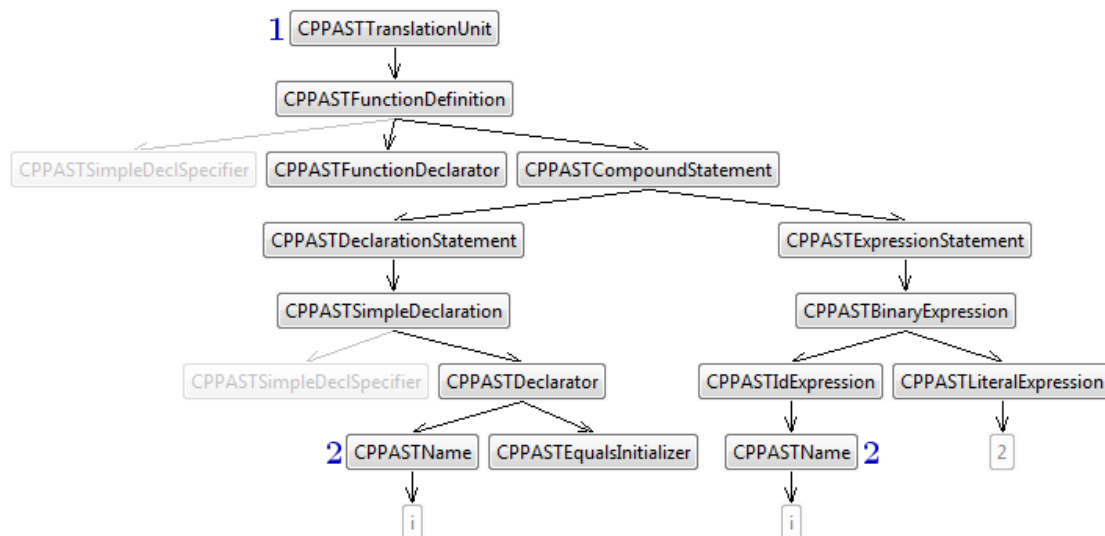 1 CPPASTTranslationUnit
CPPASTFunctionDefinition
CPPASTSimpleDeclSpecifier CPPASTFunctionDeclarator CPPASTCompoundStatement
CPPASTDeclarationStatement CPPASTExpressionStatement
CPPASTSimpleDeclaration CPPASTBinaryExpression
CPPASTSimpleDeclSpecifier CPPASTDeclarator CPPASTIdExpression CPPASTLiteralExpression
2 CPPASTName CPPASTEqualsInitializer CPPASTName 2 2
i i